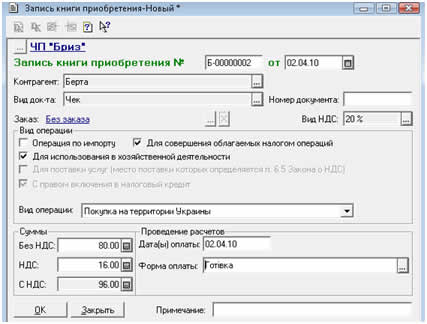 Запись книги приобретения-Новый *
... ЧП "Бриз"
Запись книги приобретения № Б-00000002 от 02.04.10
Контрагент: Берта ...
Вид док-та: Чек ... Номер документа:
Заказ: Без заказа ... Вид НДС: 20 % ...
Вид операции
Операция по импорту Для совершения облагаемых налогом операций
Для использования в хозяйственной деятельности
Для поставки услуг (место поставки которых определяется п. 6.5 Закона о НДС)
С правом включения в налоговый кредит
Вид операции: Покупка на территории Украины
Суммы Проведение расчетов
Без НДС: 80.00 Дата(ы) оплаты: 02.04.10
НДС: 16.00 Форма оплаты: Готівка ...
С НДС: 96.00
OK Закрыть Примечание: